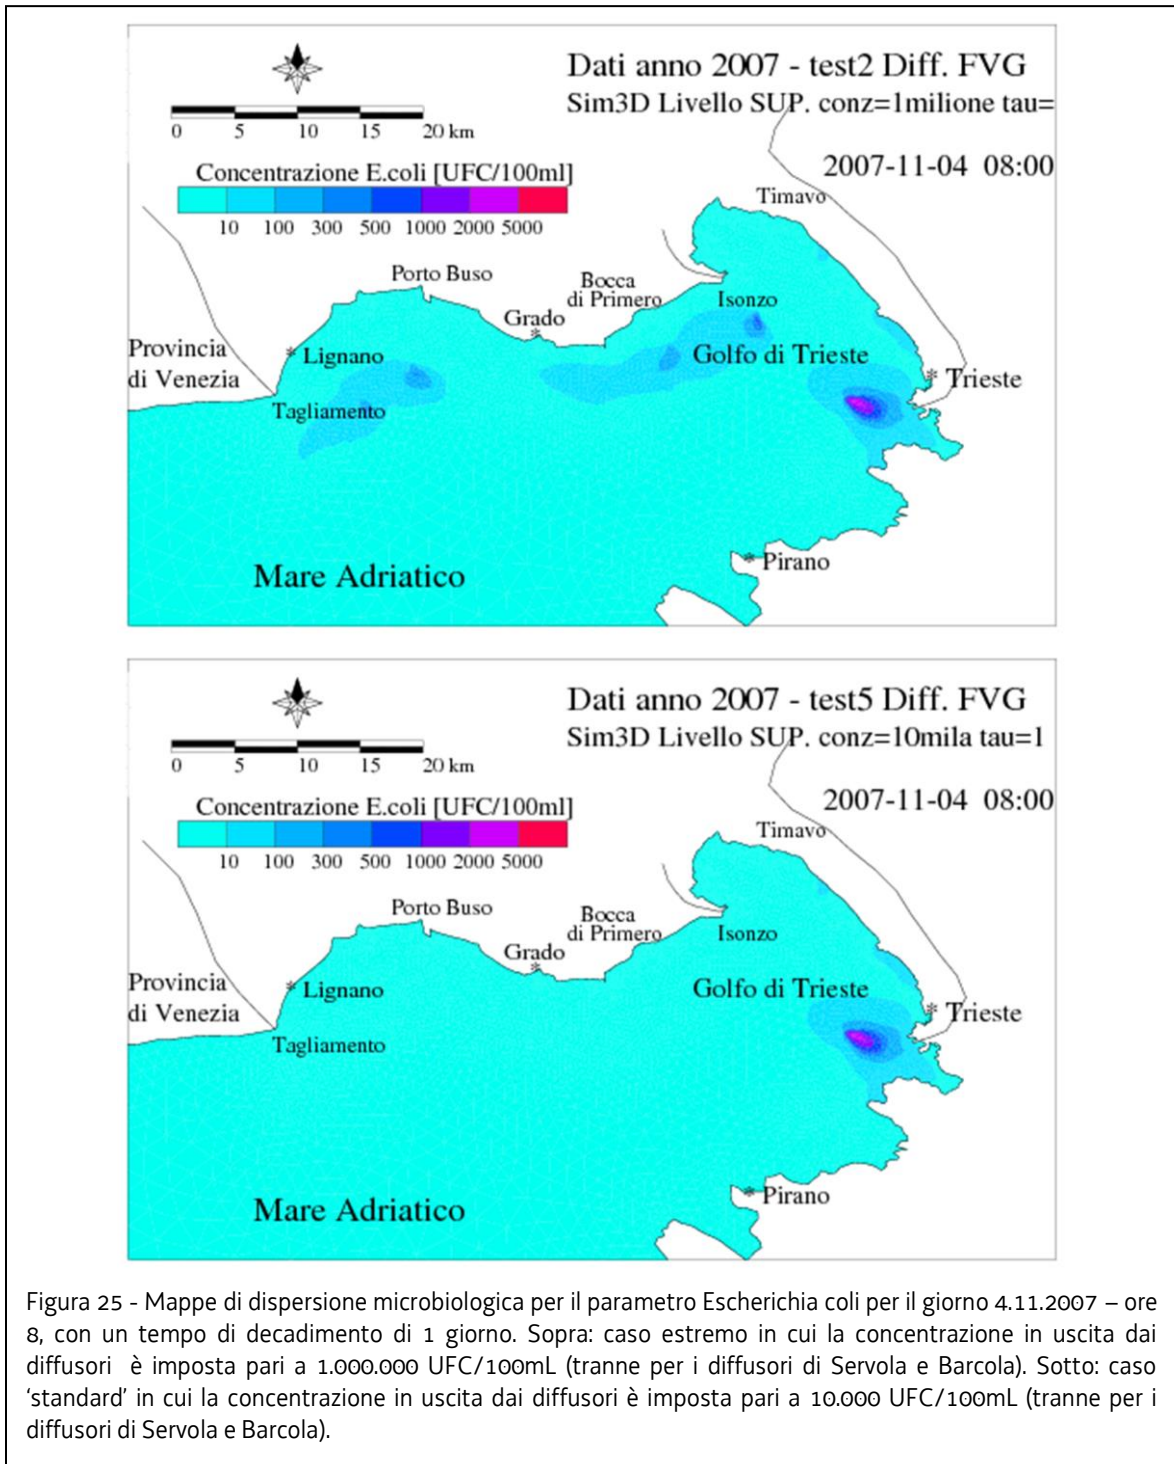 Dati anno 2007 - test2 Diff. FVG
Sim3D Livello SUP. conz=1milione tau=
2007-11-04 08:00
0 5 10 15 20 km
Concentrazione E.coli [UFC/100ml]
10 100 300 500 1000 2000 5000
Timavo
Porto Buso
Bocca
di Primero
Isonzo
Grado
Golfo di Trieste
Provincia
di Venezia
* Lignano
* Trieste
Tagliamento
* Pirano
Mare Adriatico
Dati anno 2007 - test5 Diff. FVG
Sim3D Livello SUP. conz=10mila tau=1
2007-11-04 08:00
0 5 10 15 20 km
Concentrazione E.coli [UFC/100ml]
10 100 300 500 1000 2000 5000
Timavo
Porto Buso
Bocca
di Primero
Isonzo
Grado
Golfo di Trieste
Provincia
di Venezia
* Lignano
* Trieste
Tagliamento
* Pirano
Mare Adriatico
Figura 25 - Mappe di dispersione microbiologica per il parametro Escherichia coli per il giorno 4.11.2007 – ore
8, con un tempo di decadimento di 1 giorno. Sopra: caso estremo in cui la concentrazione in uscita dai
diffusori è imposta pari a 1.000.000 UFC/100mL (tranne per i diffusori di Servola e Barcola). Sotto: caso
‘standard’ in cui la concentrazione in uscita dai diffusori è imposta pari a 10.000 UFC/100mL (tranne per i
diffusori di Servola e Barcola).